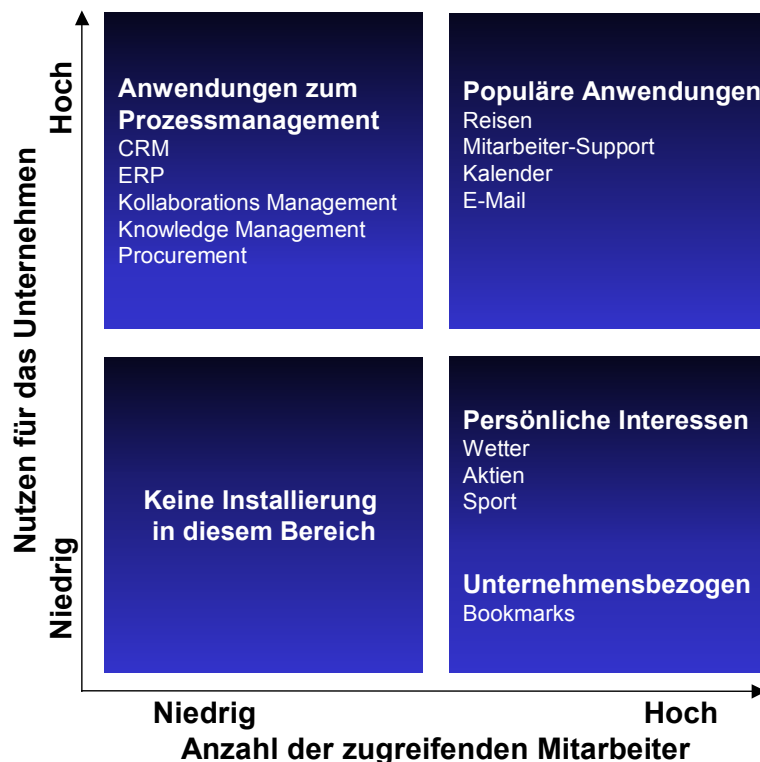 Nutzen für das Unternehmen
Hoch
Niedrig
Anwendungen zum
Prozessmanagement
CRM
ERP
Kollaborations Management
Knowledge Management
Procurement
Populäre Anwendungen
Reisen
Mitarbeiter-Support
Kalender
E-Mail
Keine Installierung
in diesem Bereich
Persönliche Interessen
Wetter
Aktien
Sport
Unternehmensbezogen
Bookmarks
Niedrig
Hoch
Anzahl der zugreifenden Mitarbeiter